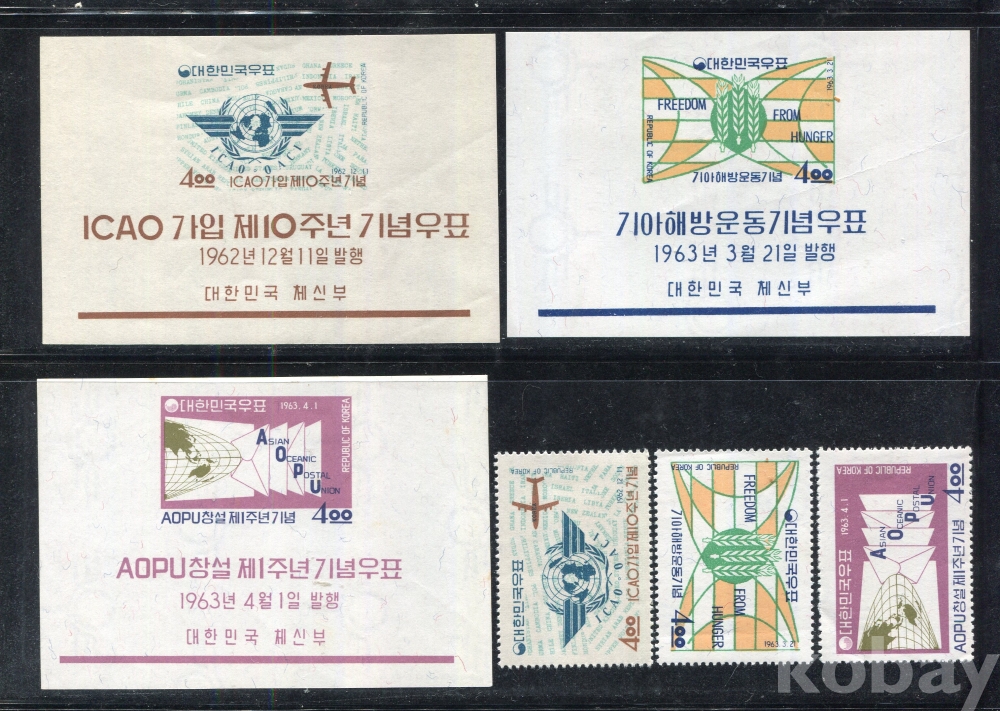 대한민국우표
REPUBLIC OF KOREA
ICAO·OACI
1962.12.11
4.00 ICAO가입제10주년기념
ICAO 가입 제10주년 기념우표
1962년 12월 11일 발행
대한민국 체신부
대한민국우표
1963.3.21
FREEDOM
FROM
HUNGER
REPUBLIC OF KOREA
기아해방운동기념 4.00
기아해방운동기념우표
1963년 3월 21일 발행
대한민국 체신부
대한민국우표 1963.4.1
REPUBLIC OF KOREA
ASIAN
OCEANIC
POSTAL
UNION
AOPU창설 제1주년기념 4.00
AOPU창설 제1주년기념우표
1963년 4월 1일 발행
대한민국 체신부
대한민국우표
REPUBLIC OF KOREA
ICAO·OACI
1962.12.11
4.00 ICAO가입제10주년기념
대한민국우표
REPUBLIC OF KOREA
FREEDOM
FROM
HUNGER
1963.3.21
기아해방운동기념 4.00
대한민국우표 1963.4.1
REPUBLIC OF KOREA
ASIAN
OCEANIC
POSTAL
UNION
AOPU창설 제1주년기념 4.00
kobay